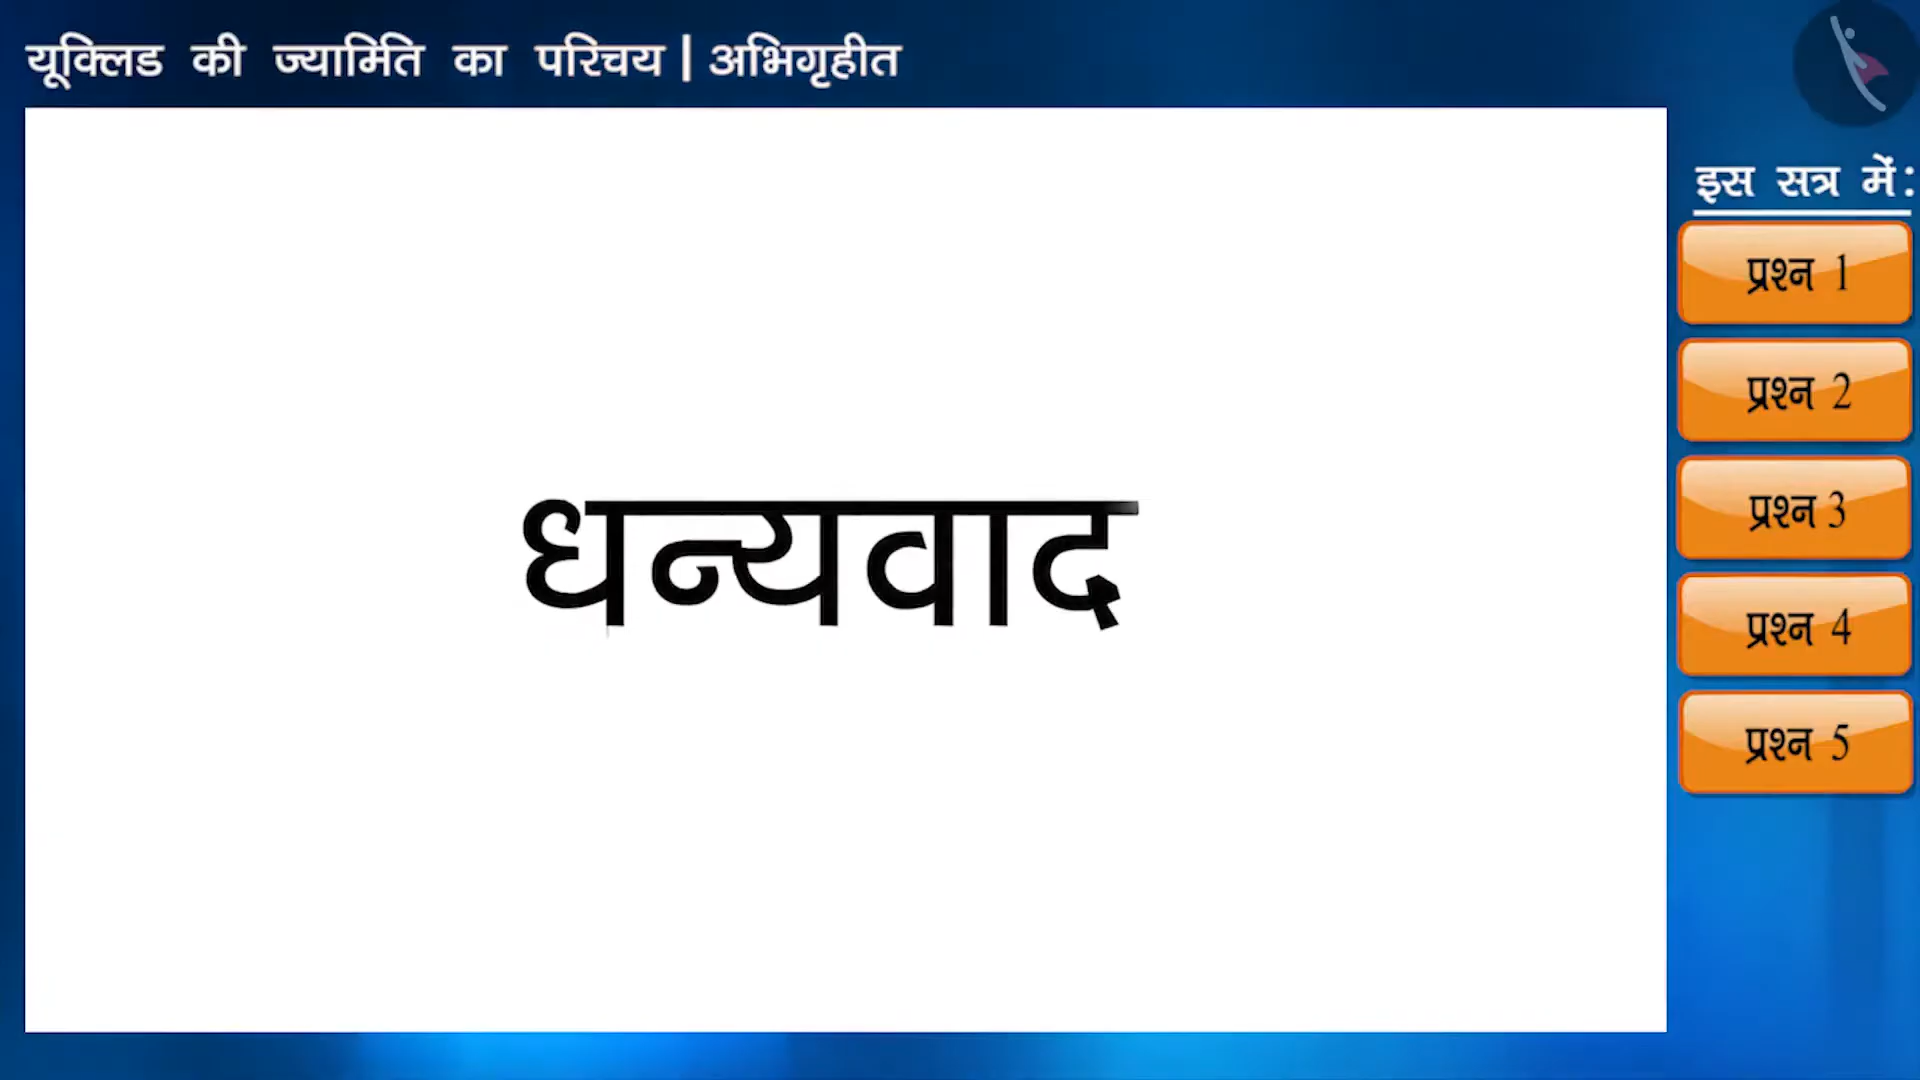 यूक्लिड की ज्यामिति का परिचय | अभिगृहीत
धन्यवाद
इस सत्र में:
प्रश्न 1
प्रश्न 2
प्रश्न 3
प्रश्न 4
प्रश्न 5